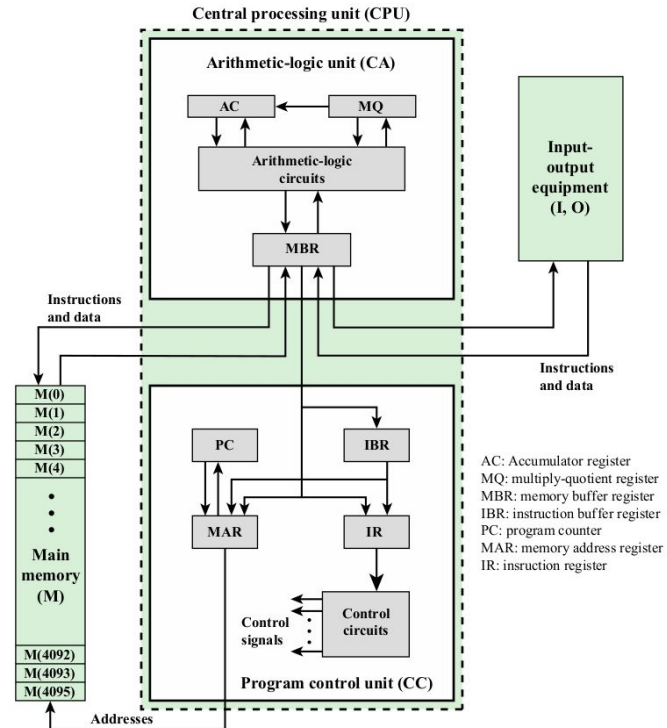 Central processing unit (CPU)
Arithmetic-logic unit (CA)
AC
MQ
Arithmetic-logic
circuits
MBR
Input-
output
equipment
(I, O)
Instructions
and data
Instructions
and data
M(0)
M(1)
M(2)
M(3)
M(4)
Main
memory
(M)
M(4092)
M(4093)
M(4095)
PC
IBR
MAR
IR
Control
signals
Control
circuits
Program control unit (CC)
Addresses
AC: Accumulator register
MQ: multiply-quotient register
MBR: memory buffer register
IBR: instruction buffer register
PC: program counter
MAR: memory address register
IR: insruction register